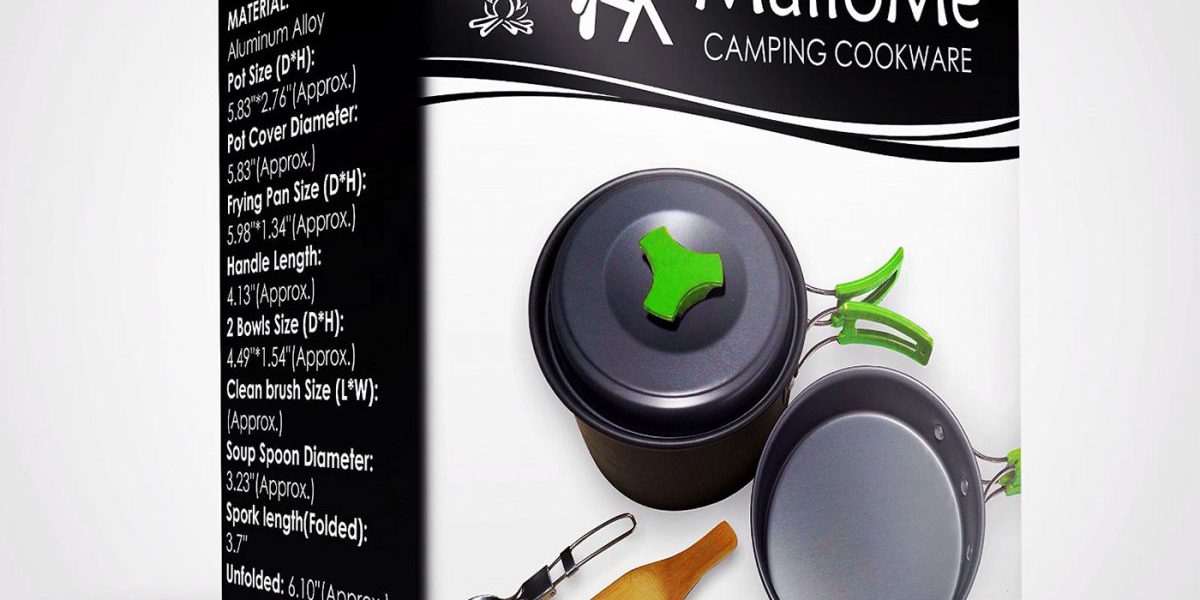 MATERIAL:
Aluminum Alloy
Pot Size (D*H):
5.83"*2.76"(Approx.)
Pot Cover Diameter:
5.83"(Approx.)
Frying Pan Size (D*H):
5.98"*1.34"(Approx.)
Handle Length:
4.13"(Approx.)
2 Bowls Size (D*H):
4.49"*1.54"(Approx.)
Clean brush Size (L*W):
(Approx.)
Soup Spoon Diameter:
3.23"(Approx.)
Spork length(Folded):
3.7"
Unfolded: 6.10"(Approx.)
MalloMe
CAMPING COOKWARE